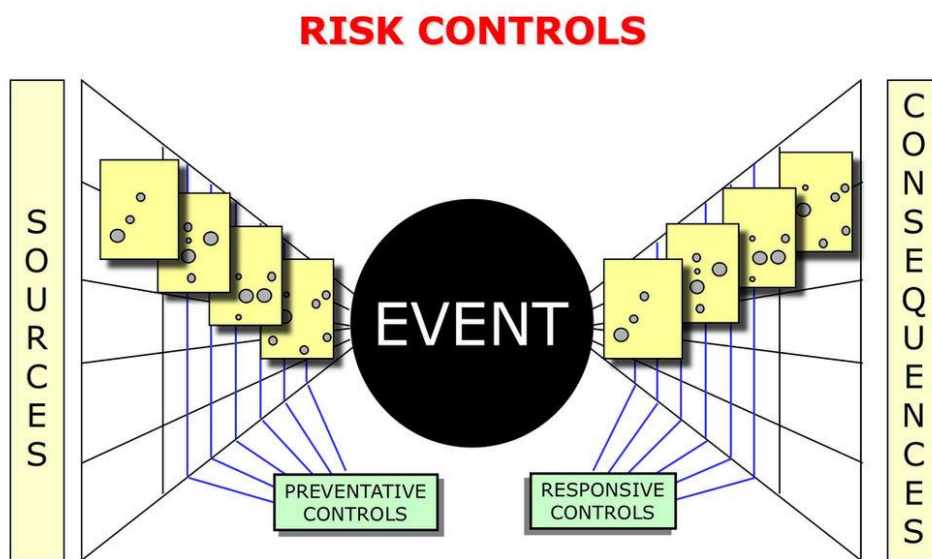 RISK CONTROLS
SOURCES
EVENT
CONSEQUENCES
PREVENTATIVE
CONTROLS
RESPONSIVE
CONTROLS